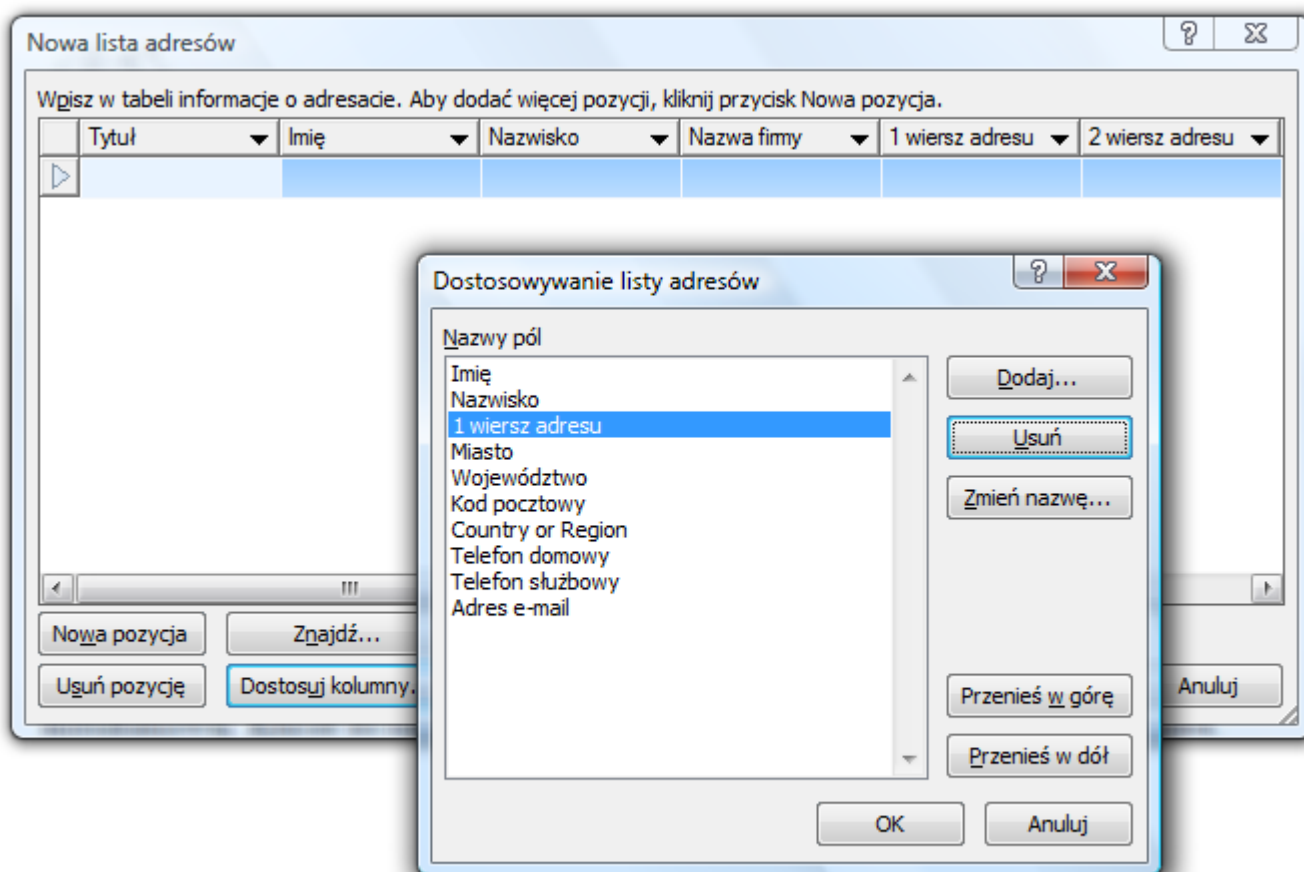 Nowa lista adresów
Wpisz w tabeli informacje o adresacie. Aby dodać więcej pozycji, kliknij przycisk Nowa pozycja.
Tytuł Imię Nazwisko Nazwa firmy 1 wiersz adresu 2 wiersz adresu
Dostosowywanie listy adresów
Nazwy pól
Imię
Nazwisko
1 wiersz adresu
Miasto
Województwo
Kod pocztowy
Country or Region
Telefon domowy
Telefon służbowy
Adres e-mail
Dodaj...
Usuń
Zmień nazwę...
Przenieś w górę
Przenieś w dół
OK Anuluj
Nowa pozycja Znajdź...
Usuń pozycję Dostosuj kolumny. Anuluj